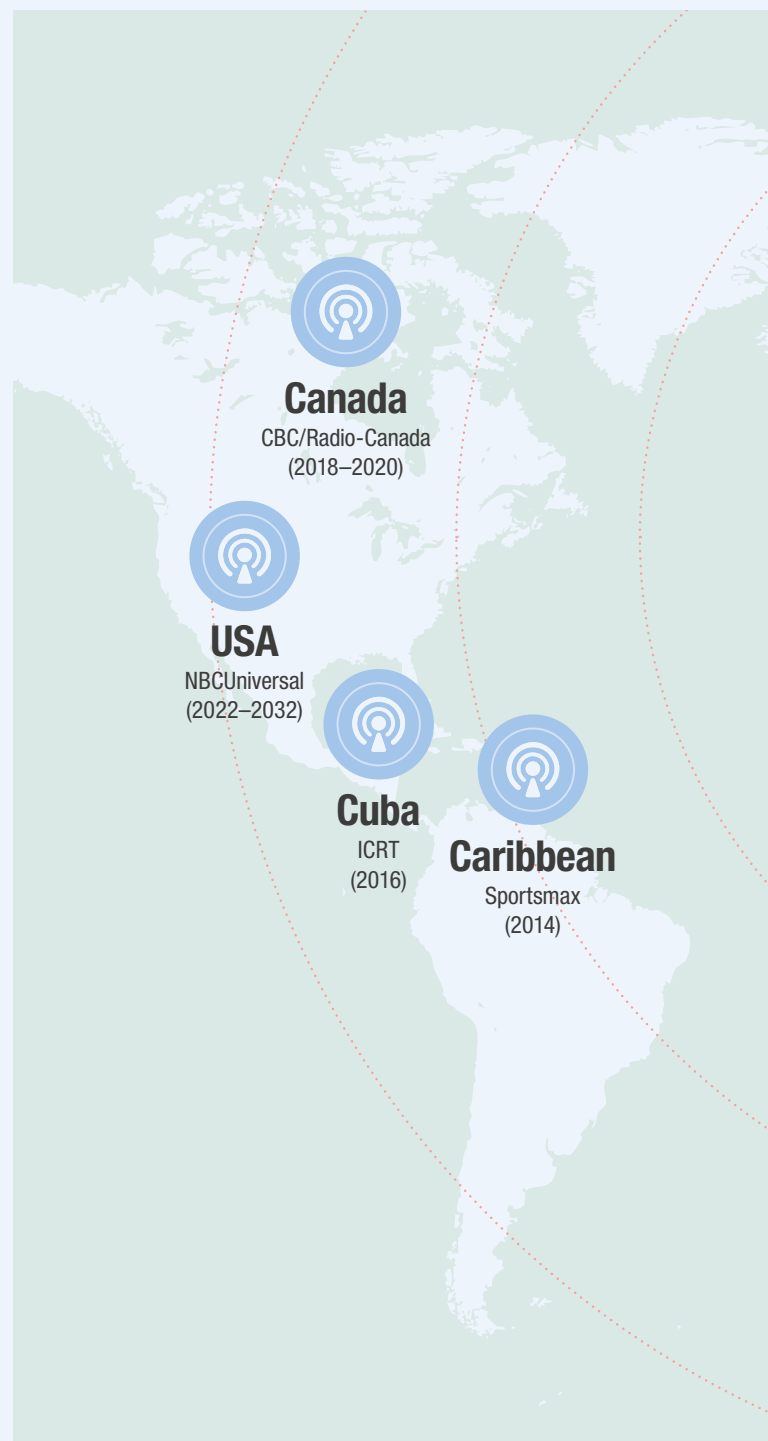 Canada
CBC/Radio-Canada
(2018–2020)
USA
NBCUniversal
(2022–2032)
Cuba
ICRT
(2016)
Caribbean
Sportsmax
(2014)